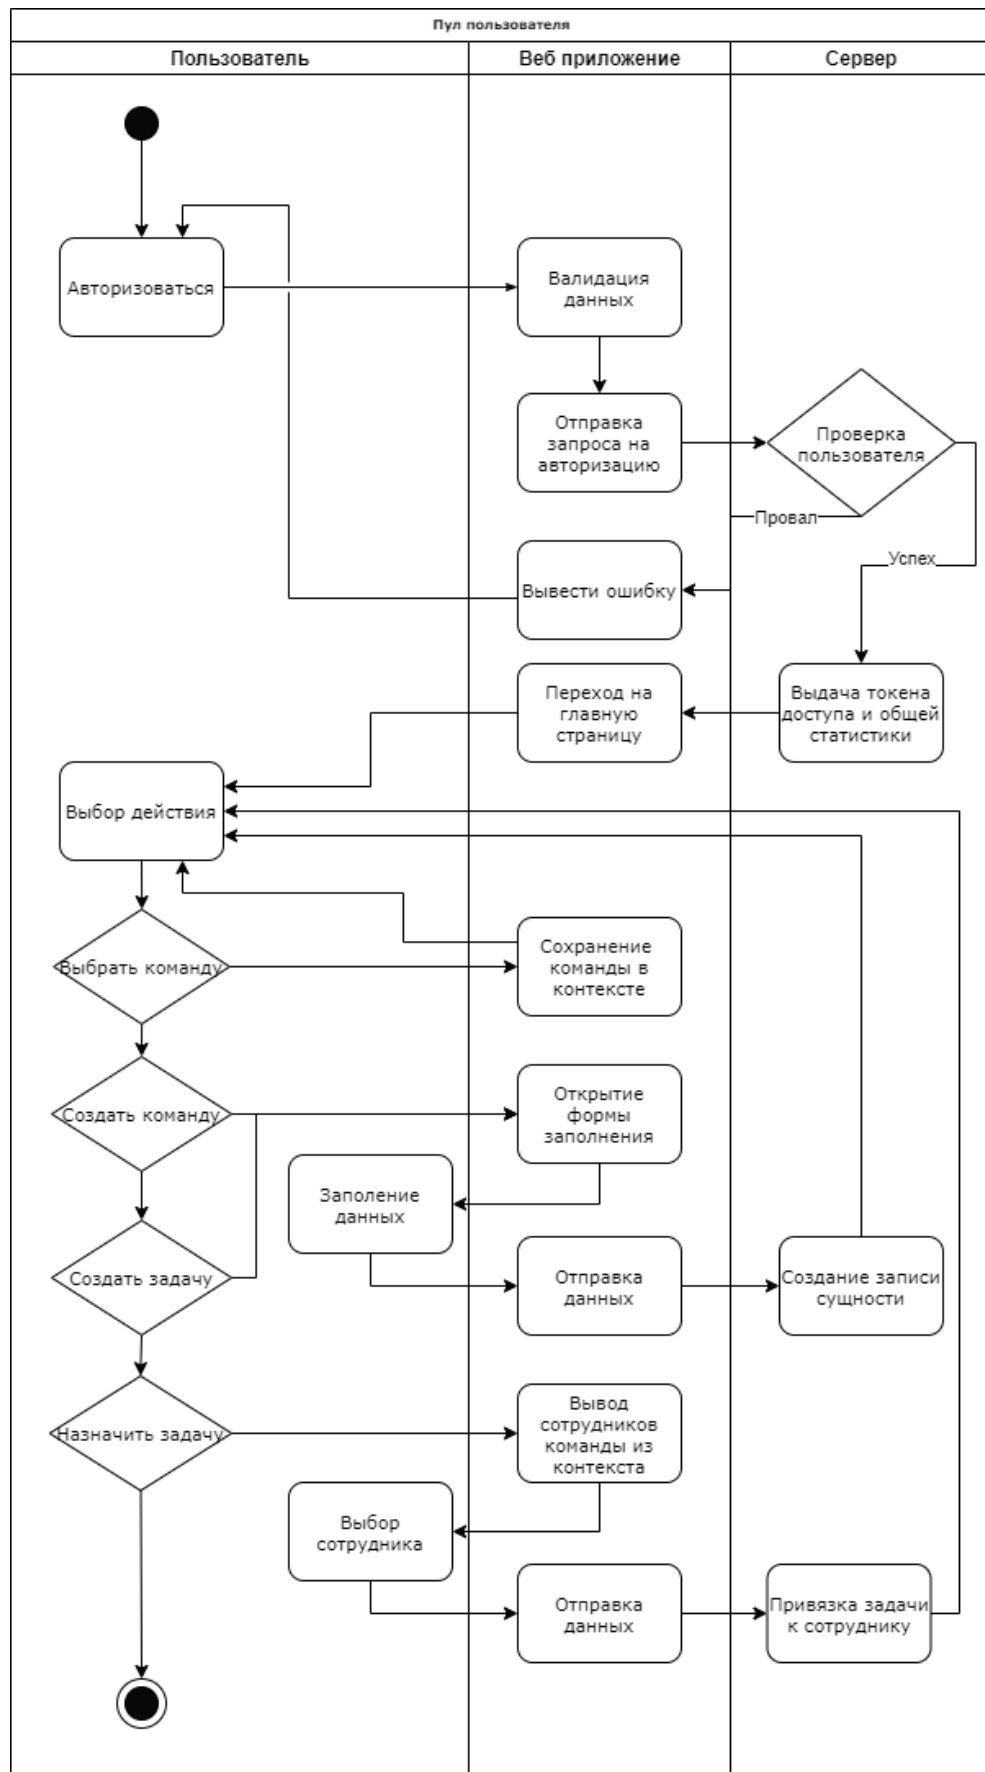 Пул пользователя
Пользователь
Веб приложение
Сервер
Авторизоваться
Валидация
данных
Отправка
запроса на
авторизацию
Проверка
пользователя
Провал
Успех
Вывести ошибку
Переход на
главную
страницу
Выдача токена
доступа и общей
статистики
Выбор действия
Выбрать команду
Сохранение
команды в
контексте
Создать команду
Открытие
формы
заполнения
Заполение
данных
Создать задачу
Отправка
данных
Создание записи
сущности
Назначить задачу
Вывод
сотрудников
команды из
контекста
Выбор
сотрудника
Отправка
данных
Привязка задачи
к сотруднику